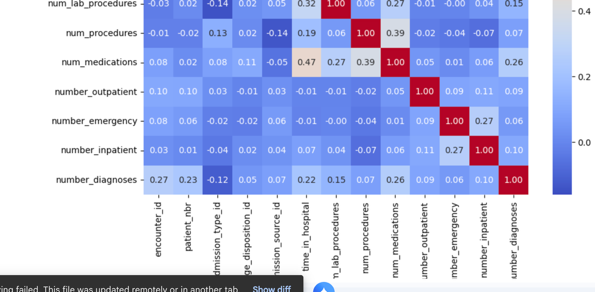 num_lab_procedures -0.03 0.02 -0.14 0.02 0.05 0.32 1.00 0.06 0.27 -0.01 -0.00 -0.04 0.15
num_procedures -0.01 -0.02 0.13 0.02 -0.14 0.19 0.06 1.00 0.39 -0.02 -0.04 -0.07 0.07
num_medications 0.08 0.02 0.08 0.11 -0.05 0.47 0.27 0.39 1.00 0.05 0.01 0.06 0.26
number_outpatient 0.10 0.10 0.03 -0.01 0.03 -0.01 -0.01 -0.02 0.05 1.00 0.09 0.11 0.09
number_emergency 0.08 0.06 -0.02 -0.02 0.06 -0.01 -0.00 -0.04 0.01 0.09 1.00 0.27 0.06
number_inpatient 0.03 0.01 -0.04 0.02 0.04 0.07 0.04 -0.07 0.06 0.11 0.27 1.00 0.10
number_diagnoses 0.27 0.23 -0.12 0.05 0.07 0.22 0.15 0.07 0.26 0.09 0.06 0.10 1.00
0.4
0.2
0.0
encounter_id
patient_nbr
dmission_type_id
ge_disposition_id
mission_source_id
time_in_hospital
m_lab_procedures
num_procedures
num_medications
umber_outpatient
mber_emergency
number_inpatient
umber_diagnoses
ing failed. This file was updated remotely or in another tab. Show diff